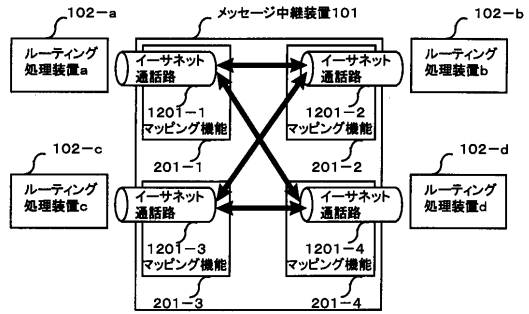 102-a
メッセージ中継装置101
102-b
ルーティング
処理装置a
イーサネット
通話路
イーサネット
通話路
ルーティング
処理装置b
1201-1
マッピング機能
1201-2
マッピング機能
201-1
201-2
102-c
102-d
ルーティング
処理装置c
イーサネット
通話路
イーサネット
通話路
ルーティング
処理装置d
1201-3
マッピング機能
1201-4
マッピング機能
201-3
201-4